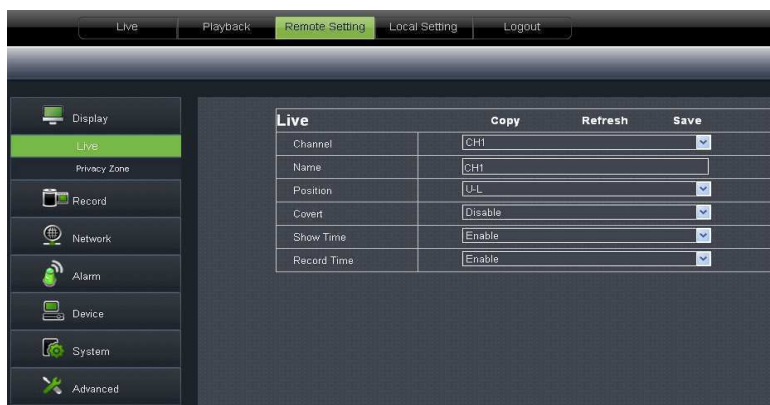 Live Playback Remote Setting Local Setting Logout
Display
Live
Privacy Zone
Record
Network
Alarm
Device
System
Advanced
Live Copy Refresh Save
Channel CH1
Name CH1
Position U-L
Covert Disable
Show Time Enable
Record Time Enable